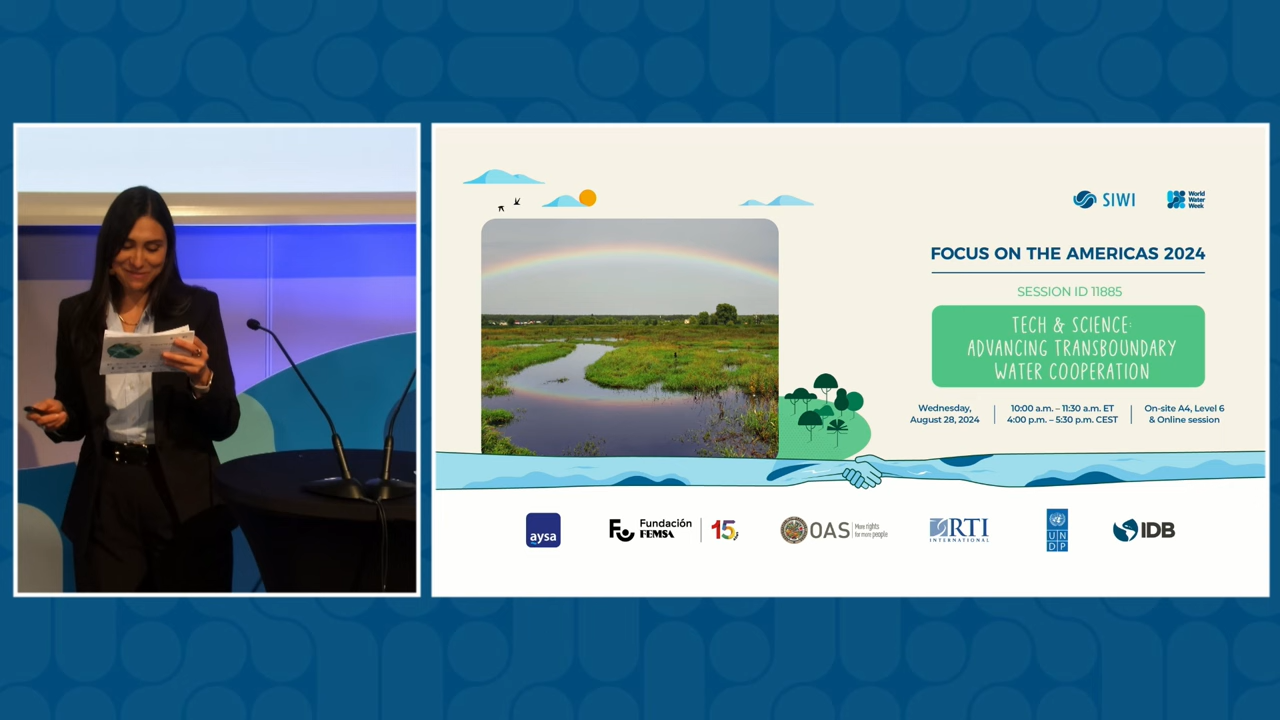 SIWI
World
Water
Week
FOCUS ON THE AMERICAS 2024
SESSION ID 11885
TECH & SCIENCE:
ADVANCING TRANSBOUNDARY
WATER COOPERATION
Wednesday,
August 28, 2024
10:00 a.m. – 11:30 a.m. ET
4:00 p.m. – 5:30 p.m. CEST
On-site A4, Level 6
& Online session
aysa
Fundación
FEMSA
15
OAS
More rights
for more people
RTI
INTERNATIONAL
UN
DP
IDB